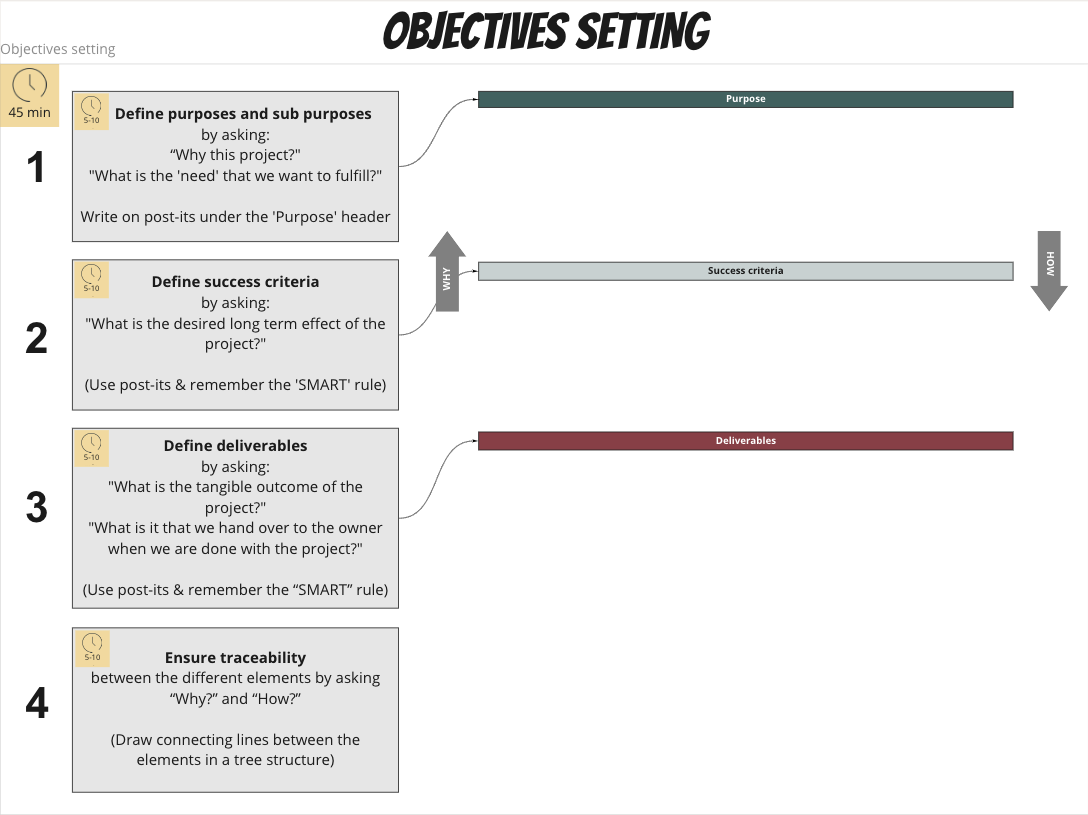 OBJECTIVES SETTING
Objectives setting
45 min
1
5-10
Define purposes and sub purposes
by asking:
“Why this project?"
"What is the 'need' that we want to fulfill?"
Write on post-its under the 'Purpose' header
Purpose
2
5-10
Define success criteria
by asking:
"What is the desired long term effect of the
project?"
(Use post-its & remember the 'SMART' rule)
WHY
Success criteria
HOW
3
5-10
Define deliverables
by asking:
"What is the tangible outcome of the
project?"
"What is it that we hand over to the owner
when we are done with the project?"
(Use post-its & remember the “SMART” rule)
Deliverables
4
5-10
Ensure traceability
between the different elements by asking
“Why?” and “How?”
(Draw connecting lines between the
elements in a tree structure)